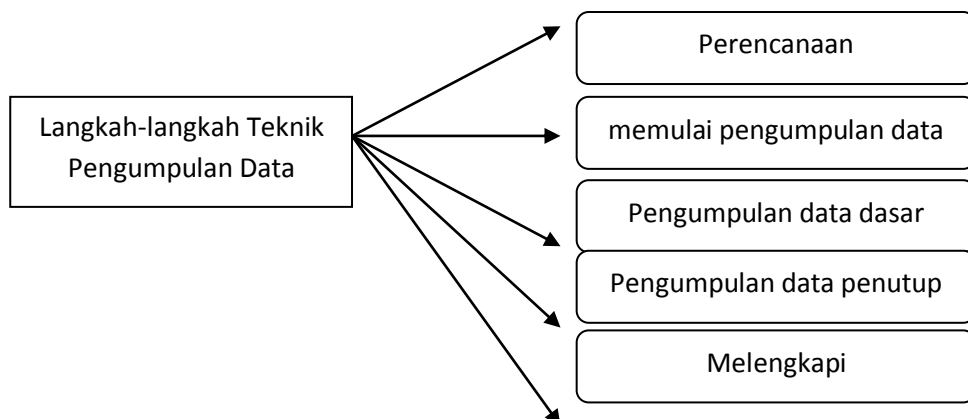 Langkah-langkah Teknik
Pengumpulan Data
Perencanaan
memulai pengumpulan data
Pengumpulan data dasar
Pengumpulan data penutup
Melengkapi